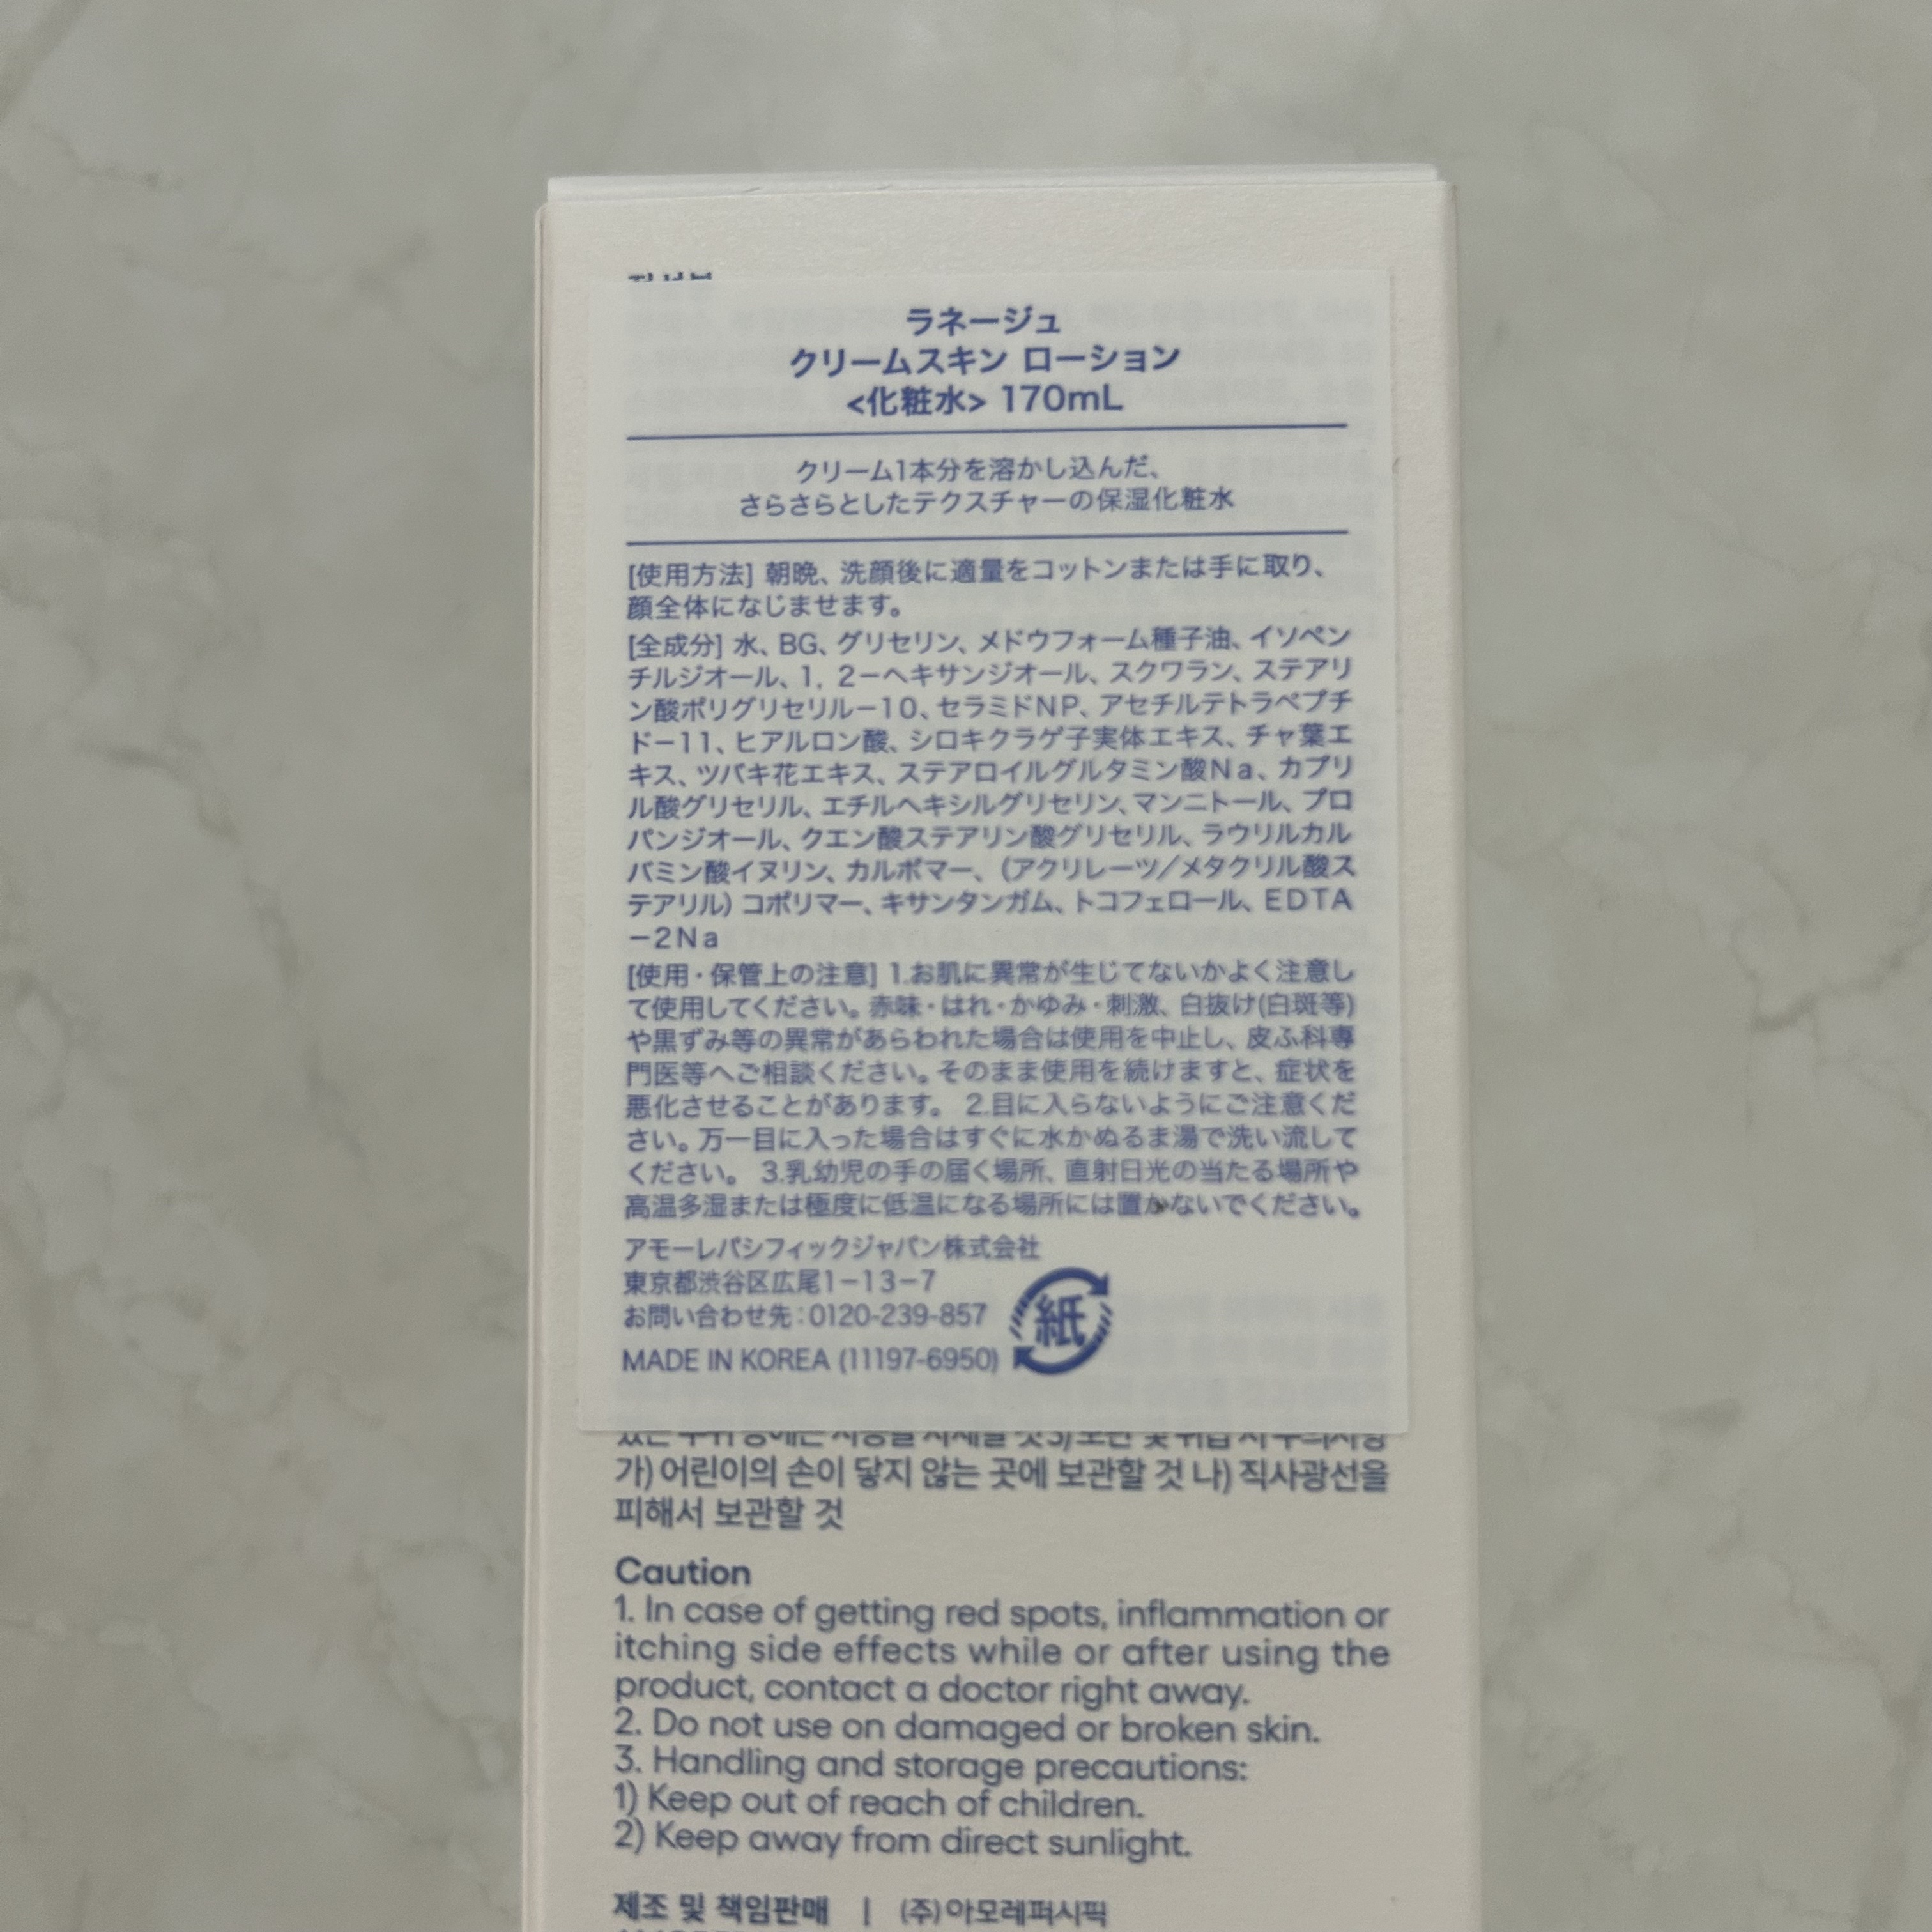 ラネージュ
クリームスキン ローション
<化粧水> 170mL
クリーム1本分を溶かし込んだ、
さらさらとしたテクスチャーの保湿化粧水
[使用方法] 朝晩、洗顔後に適量をコットンまたは手に取り、
顔全体になじませます。
[全成分] 水、BG、グリセリン、メドウフォーム種子油、イソペン
チルジオール、1, 2−ヘキサンジオール、スクワラン、ステアリ
ン酸ポリグリセリル−10、セラミドNP、アセチルテトラペプチ
ド−11、ヒアルロン酸、シロキクラゲ子実体エキス、チャ葉エ
キス、ツバキ花エキス、ステアロイルグルタミン酸Na、カプリ
ル酸グリセリル、エチルヘキシルグリセリン、マンニトール、プロ
パンジオール、クエン酸ステアリン酸グリセリル、ラウリルカル
バミン酸イヌリン、カルボマー、(アクリレーツ／メタクリル酸ス
テアリル) コポリマー、キサンタンガム、トコフェロール、EDTA
−2Na
[使用・保管上の注意] 1.お肌に異常が生じてないかよく注意し
て使用してください。赤味・はれ・かゆみ・刺激、白抜け(白斑等)
や黒ずみ等の異常があらわれた場合は使用を中止し、皮ふ科専
門医等へご相談ください。そのまま使用を続けますと、症状を
悪化させることがあります。 2.目に入らないようにご注意くだ
さい。万一目に入った場合はすぐに水かぬるま湯で洗い流して
ください。 3.乳幼児の手の届く場所、直射日光の当たる場所や
高温多湿または極度に低温になる場所には置かないでください。
アモーレパシフィックジャパン株式会社
東京都渋谷区広尾1−13−7
お問い合わせ先：0120-239-857
紙
MADE IN KOREA (11197-6950)
가) 어린이의 손이 닿지 않는 곳에 보관할 것 나) 직사광선을
피해서 보관할 것
Caution
1. In case of getting red spots, inflammation or
itching side effects while or after using the
product, contact a doctor right away.
2. Do not use on damaged or broken skin.
3. Handling and storage precautions:
1) Keep out of reach of children.
2) Keep away from direct sunlight.
제조 및 책임판매 | (주)아모레퍼시픽